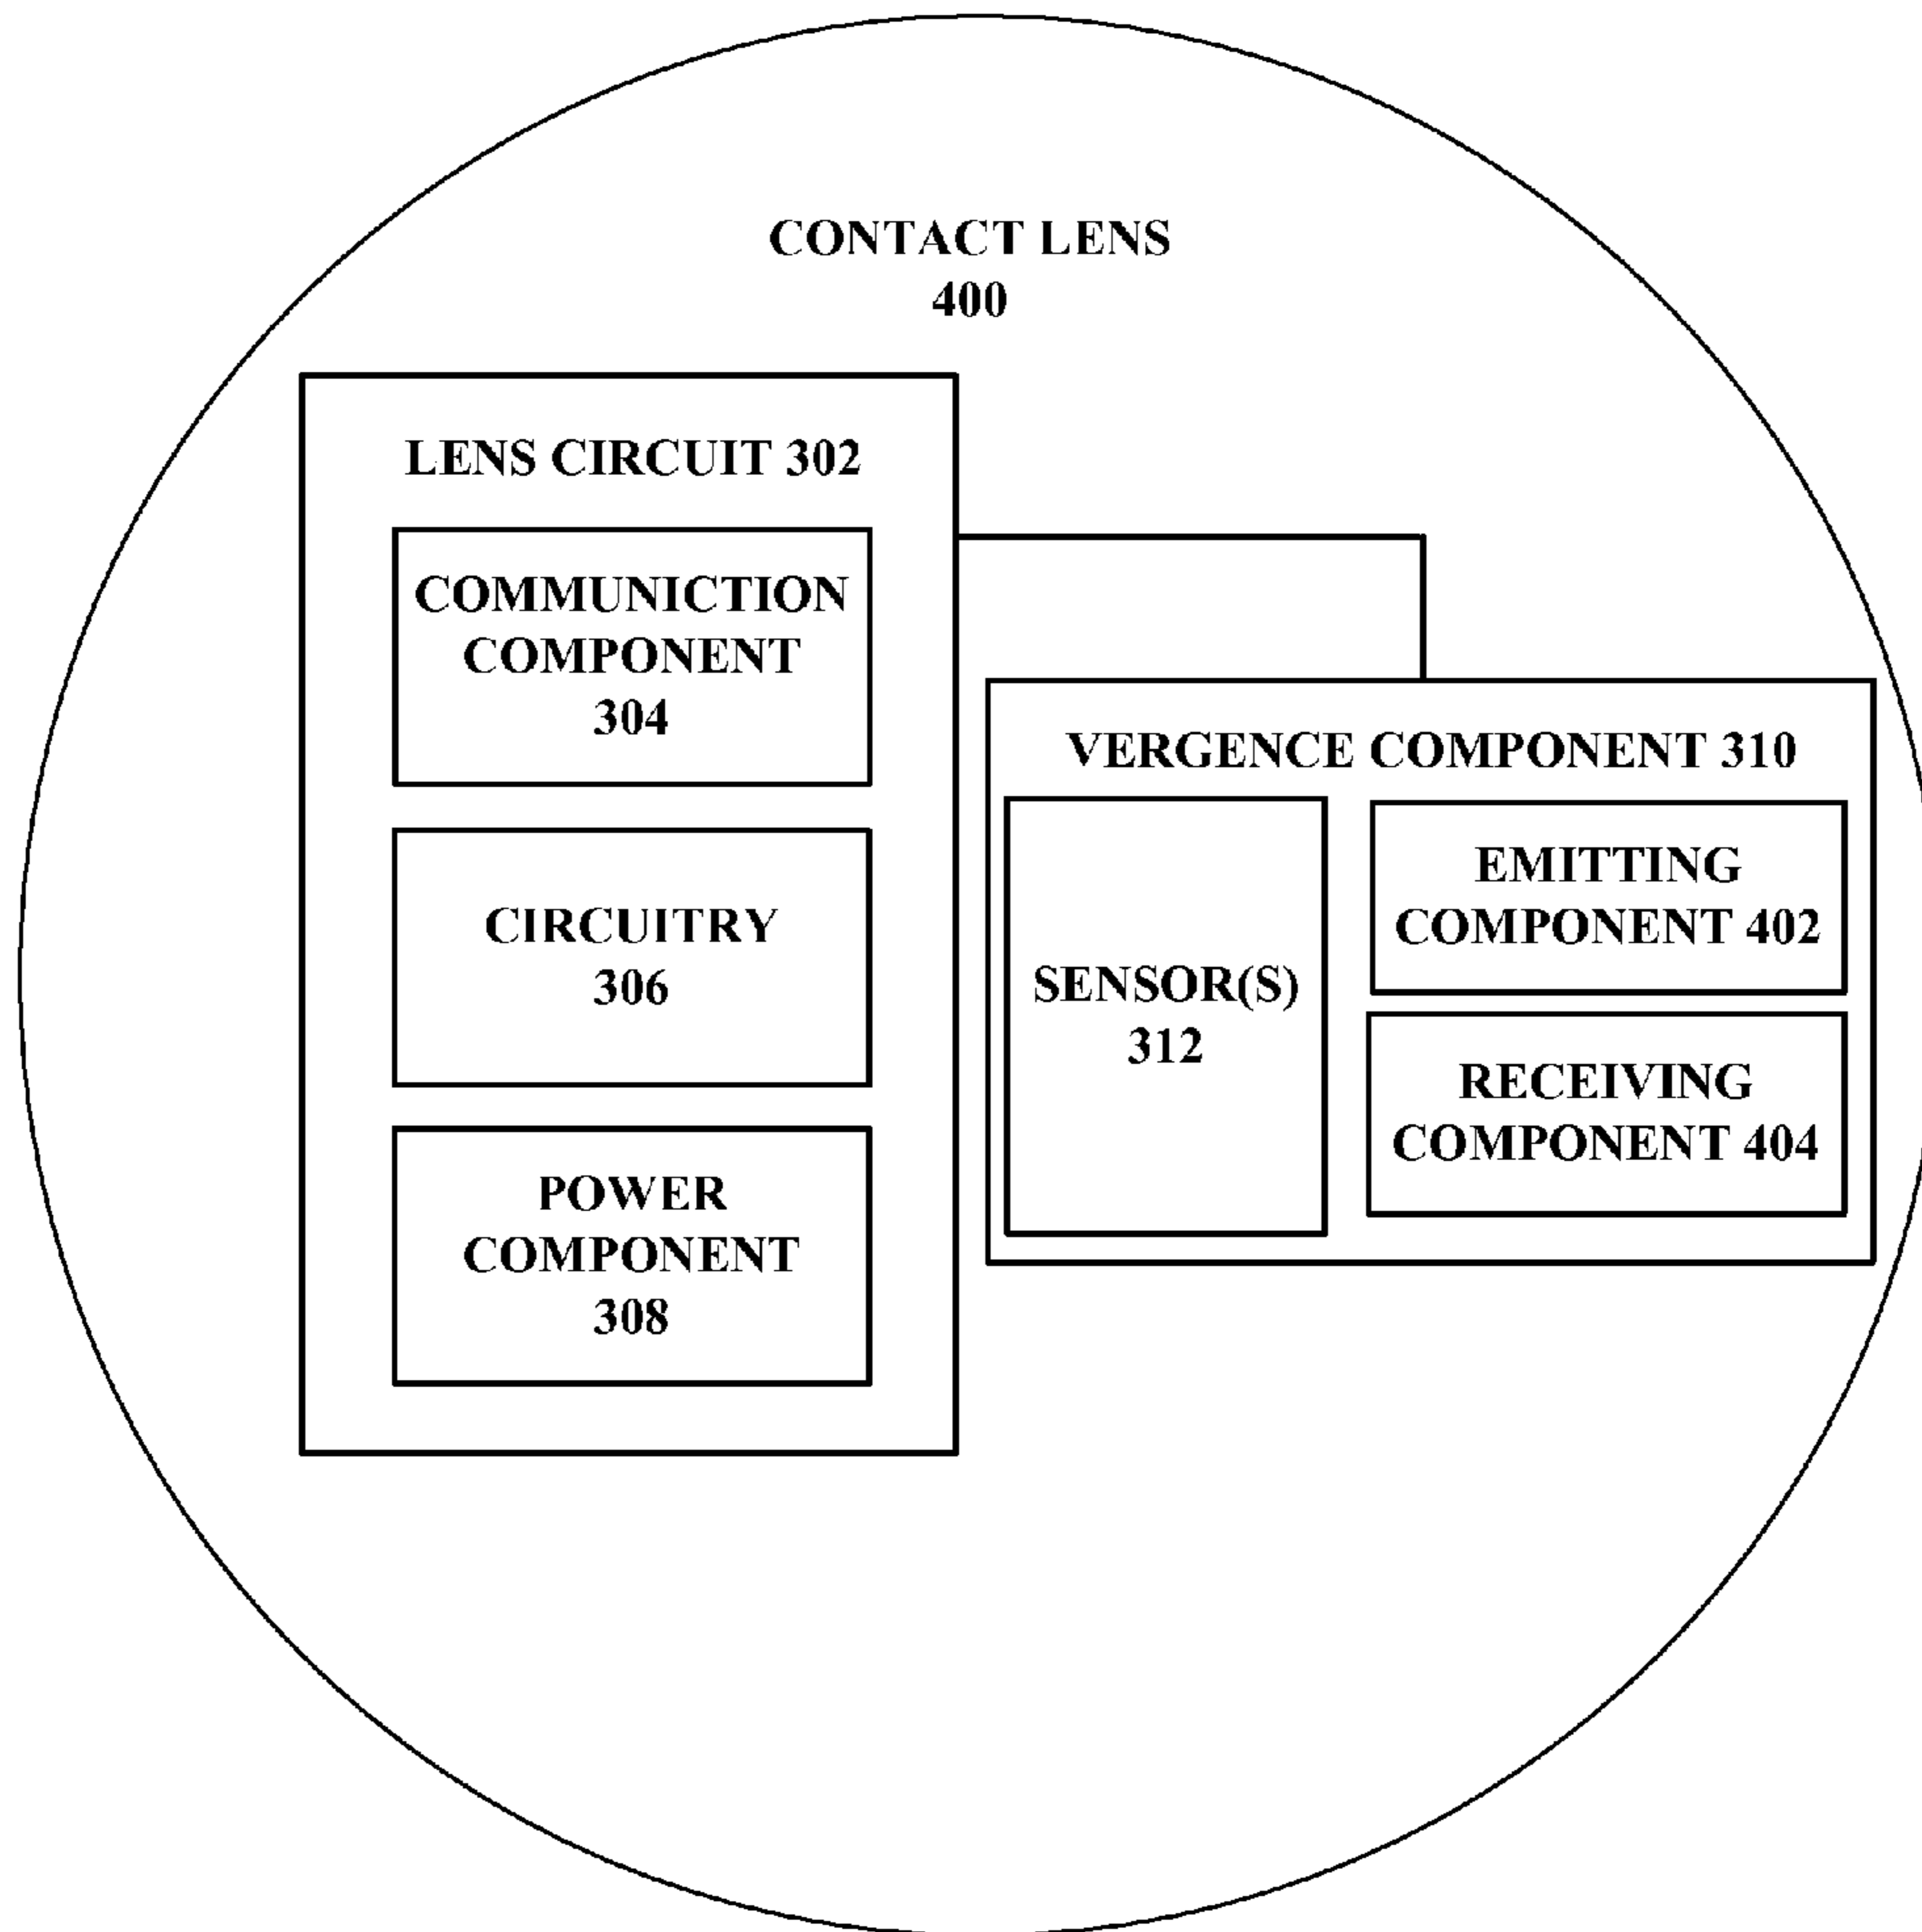 CONTACT LENS
400
LENS CIRCUIT 302
COMMUNICTION
COMPONENT
304
CIRCUITRY
306
POWER
COMPONENT
308
VERGENCE COMPONENT 310
SENSOR(S)
312
EMITTING
COMPONENT 402
RECEIVING
COMPONENT 404